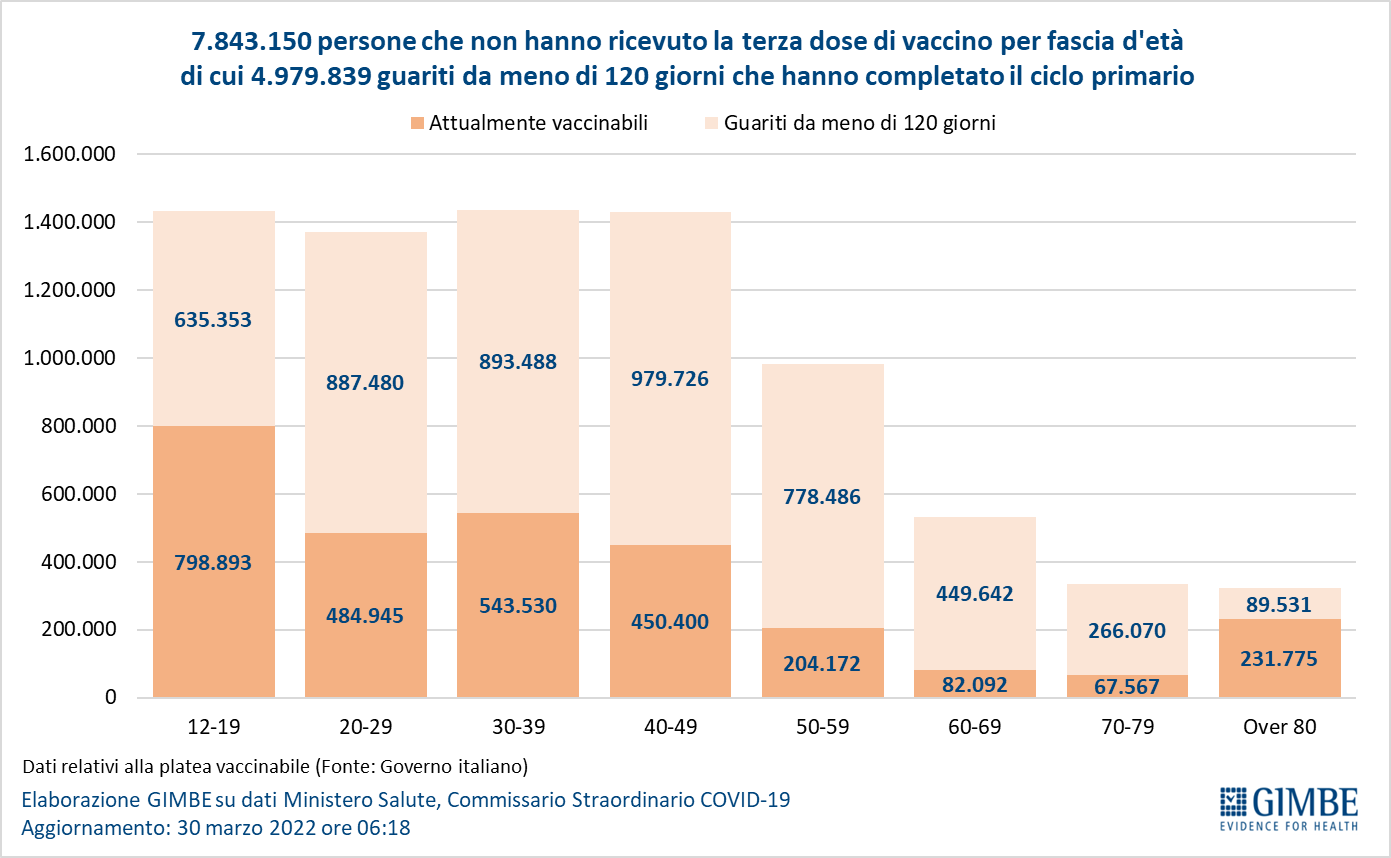 7.843.150 persone che non hanno ricevuto la terza dose di vaccino per fascia d'età
di cui 4.979.839 guariti da meno di 120 giorni che hanno completato il ciclo primario
Attualmente vaccinabili Guariti da meno di 120 giorni
1.600.000
1.400.000
1.200.000
1.000.000
800.000
600.000
400.000
200.000
0
635.353
798.893
887.480
484.945
893.488
543.530
979.726
450.400
778.486
204.172
449.642
82.092
266.070
67.567
89.531
231.775
12-19 20-29 30-39 40-49 50-59 60-69 70-79 Over 80
Dati relativi alla platea vaccinabile (Fonte: Governo italiano)
Elaborazione GIMBE su dati Ministero Salute, Commissario Straordinario COVID-19
Aggiornamento: 30 marzo 2022 ore 06:18
GIMBE
EVIDENCE FOR HEALTH